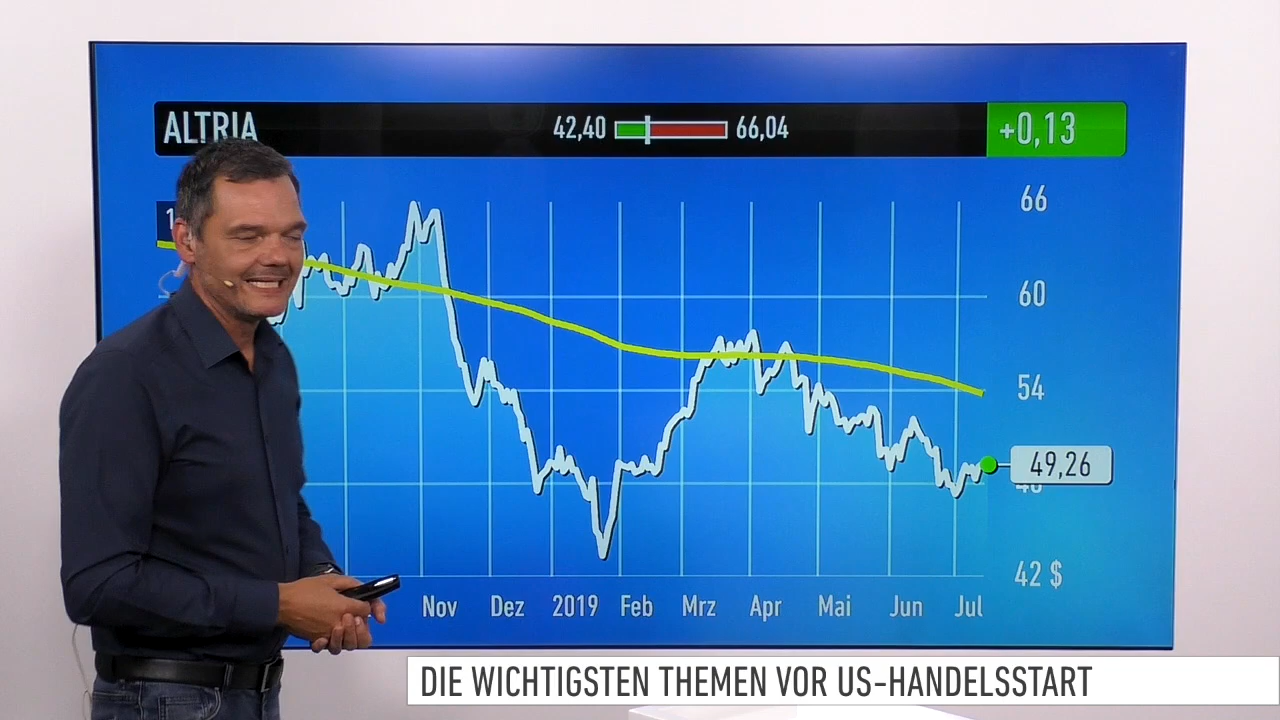 ALTRIA 42,40 66,04 +0,13
66
60
54
49,26
42 $
Nov Dez 2019 Feb Mrz Apr Mai Jun Jul
DIE WICHTIGSTEN THEMEN VOR US-HANDELSSTART